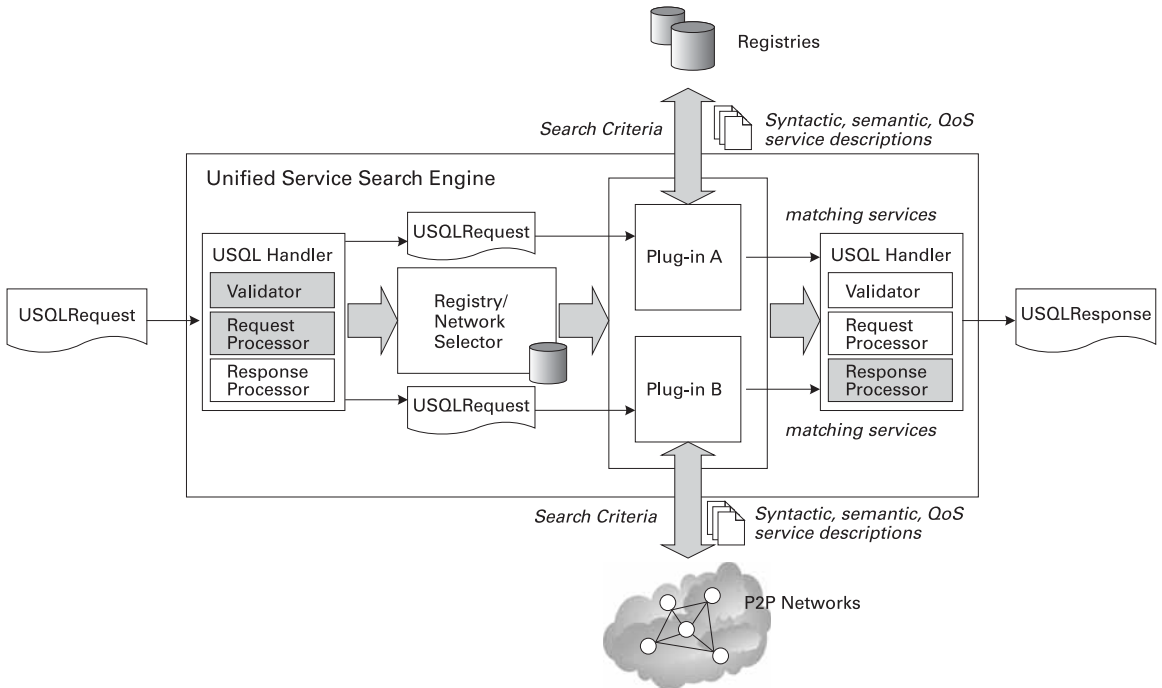 Registries
Search Criteria
Syntactic, semantic, QoS
service descriptions
Unified Service Search Engine
USQLRequest
USQL Handler
Validator
Request
Processor
Response
Processor
USQLRequest
Registry/
Network
Selector
USQLRequest
Plug-in A
Plug-in B
matching services
USQL Handler
Validator
Request
Processor
Response
Processor
matching services
USQLResponse
Search Criteria
Syntactic, semantic, QoS
service descriptions
P2P Networks